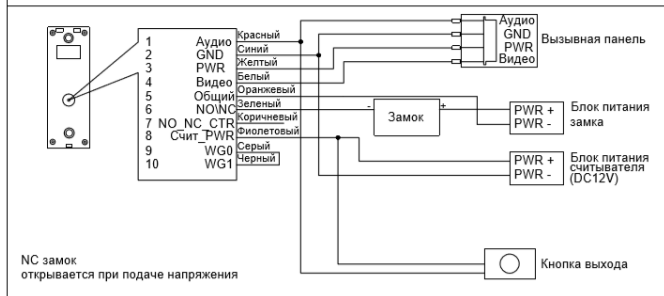 1 Аудио Красный
2 GND Синий
3 PWR Желтый
4 Видео Белый
5 Общий Оранжевый
6 NO\NC Зеленый
7 NO_NC_CTR Коричневый
8 Счит_PWR Фиолетовый
9 WG0 Серый
10 WG1 Черный
Аудио
GND
PWR
Видео
Вызывная панель
- Замок +
PWR +
PWR -
Блок питания
замка
PWR +
PWR -
Блок питания
считывателя
(DC12V)
Кнопка выхода
NC замок
открывается при подаче напряжения